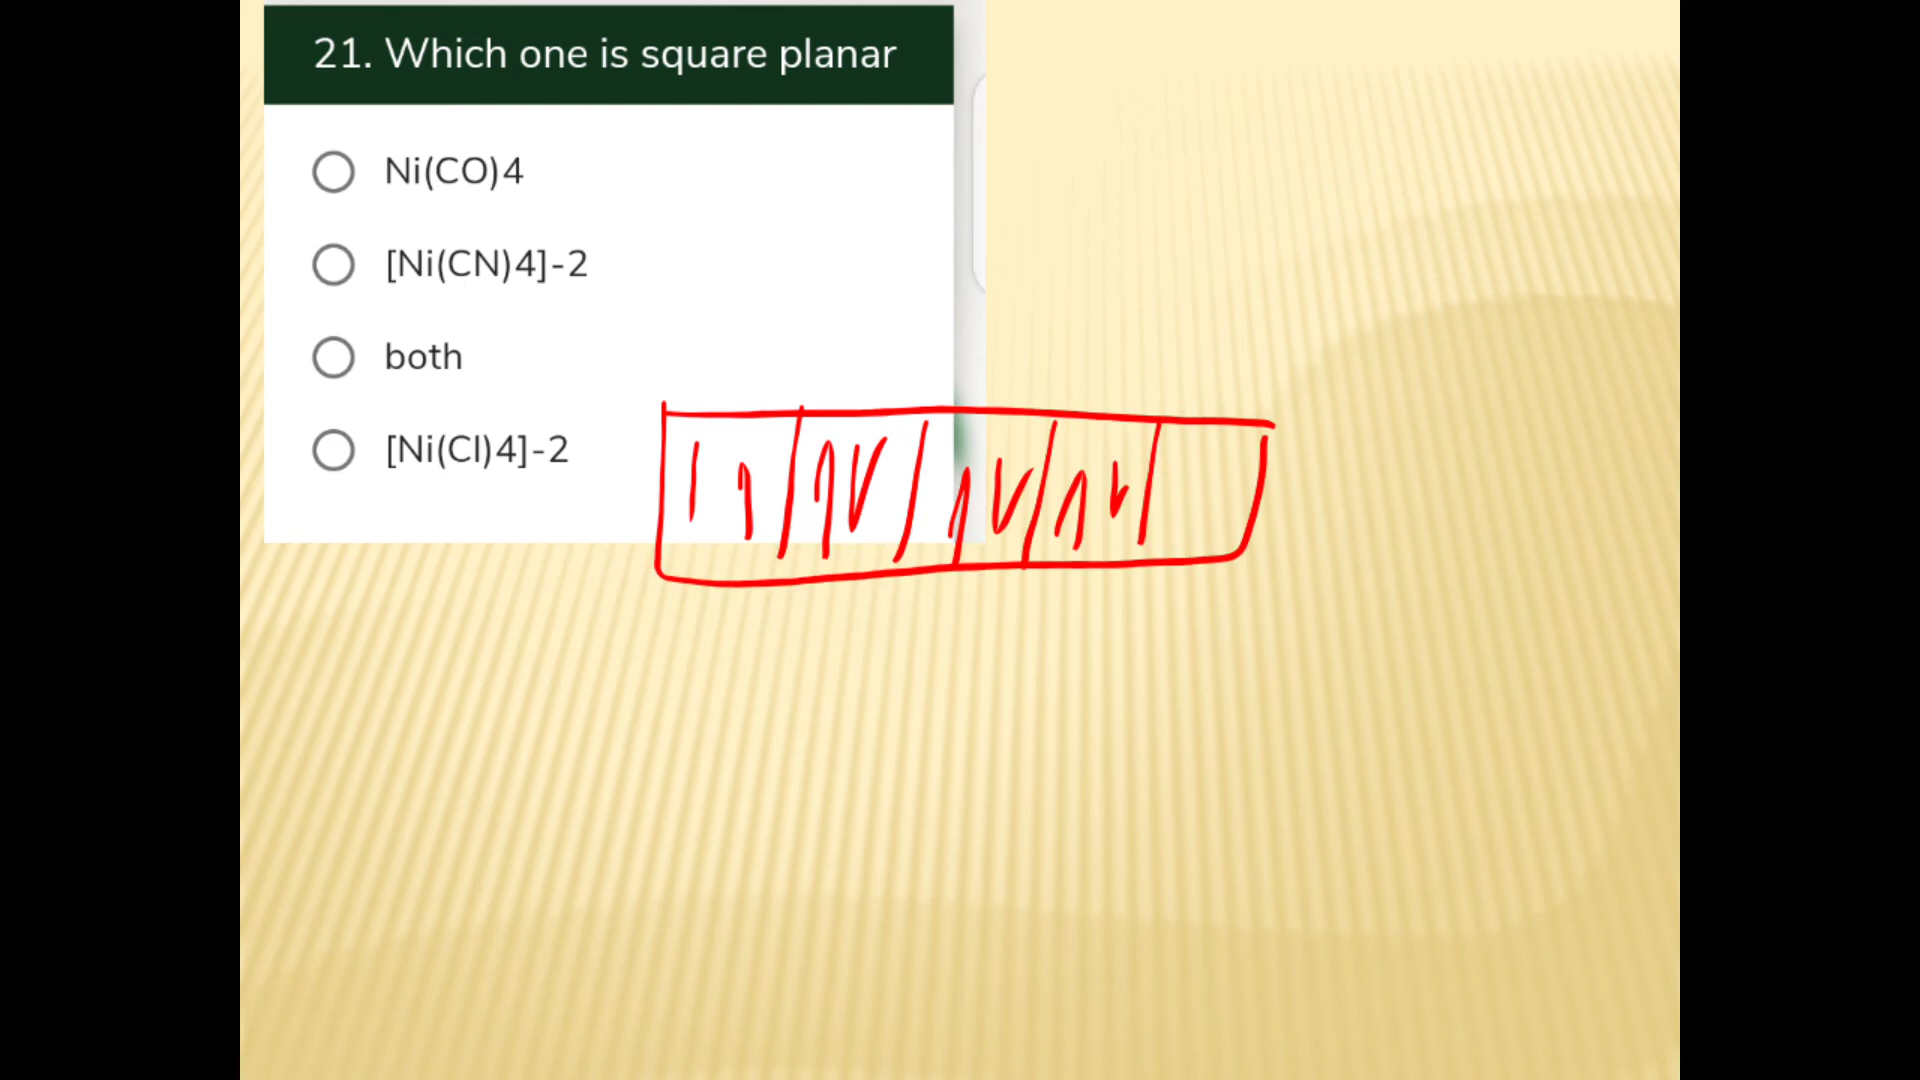 21. Which one is square planar
Ni(CO)4
[Ni(CN)4]-2
both
[Ni(Cl)4]-2